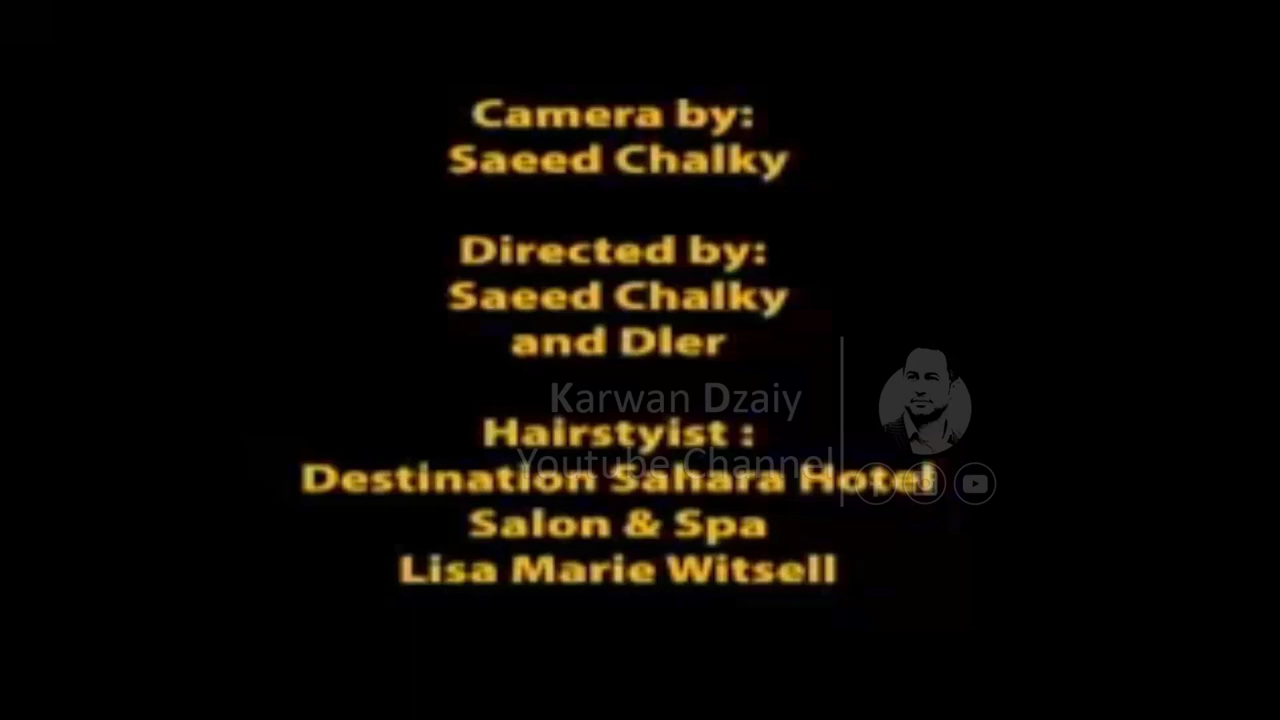 Camera by:
Saeed Chalky
Directed by:
Saeed Chalky
and Dler
Karwan Dzaiy
Hairstyist :
Youtube Channel
Destination Sahara Hotel
Salon & Spa
Lisa Marie Witsell